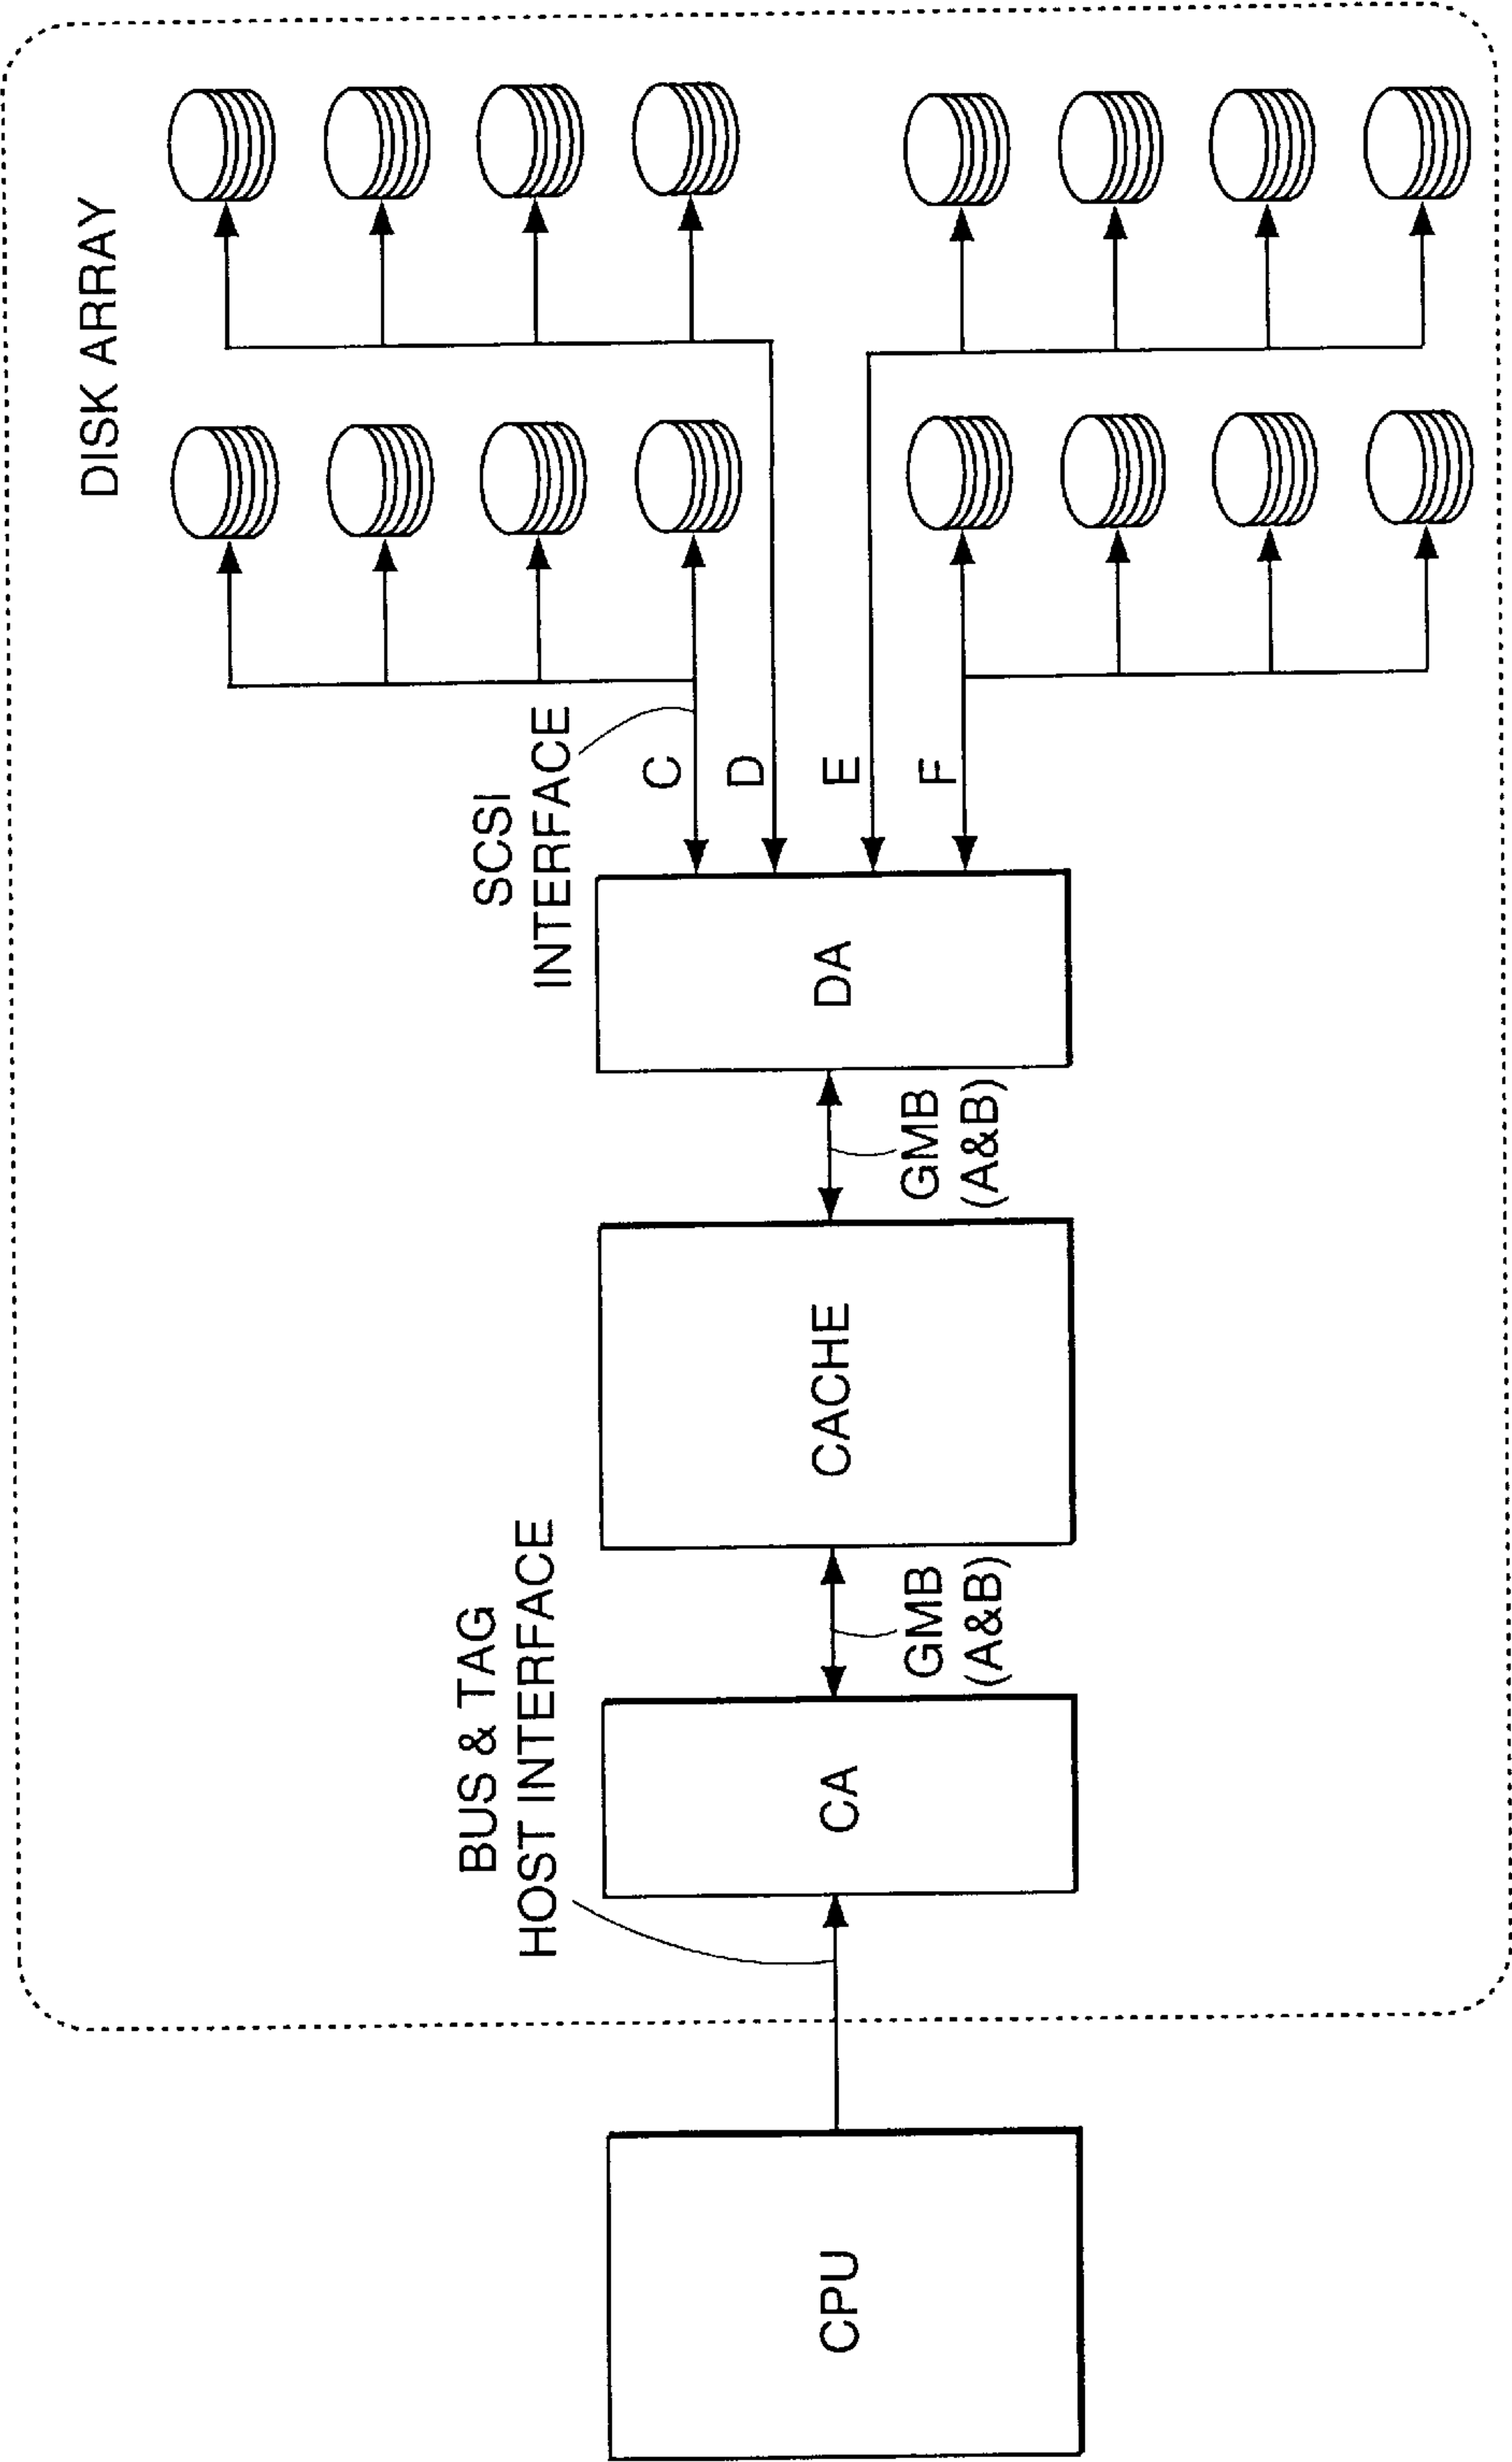 DISK ARRAY
SCSI
INTERFACE
C
D
E
F
DA
GMB
(A&B)
CACHE
BUS & TAG
HOST INTERFACE
GMB
(A&B)
CA
CPU